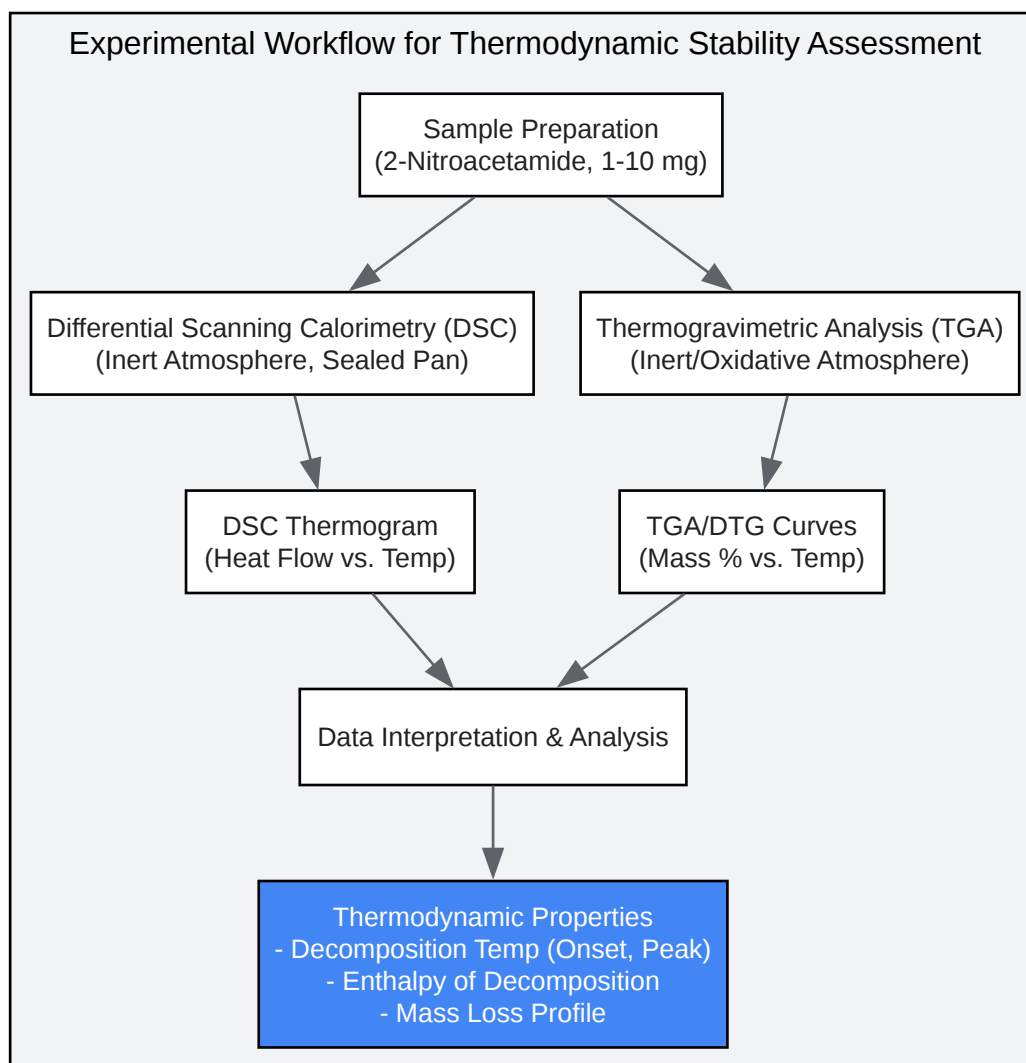 Experimental Workflow for Thermodynamic Stability Assessment
Sample Preparation
(2-Nitroacetamide, 1-10 mg)
Differential Scanning Calorimetry (DSC)
(Inert Atmosphere, Sealed Pan)
Thermogravimetric Analysis (TGA)
(Inert/Oxidative Atmosphere)
DSC Thermogram
(Heat Flow vs. Temp)
TGA/DTG Curves
(Mass % vs. Temp)
Data Interpretation & Analysis
Thermodynamic Properties
- Decomposition Temp (Onset, Peak)
- Enthalpy of Decomposition
- Mass Loss Profile